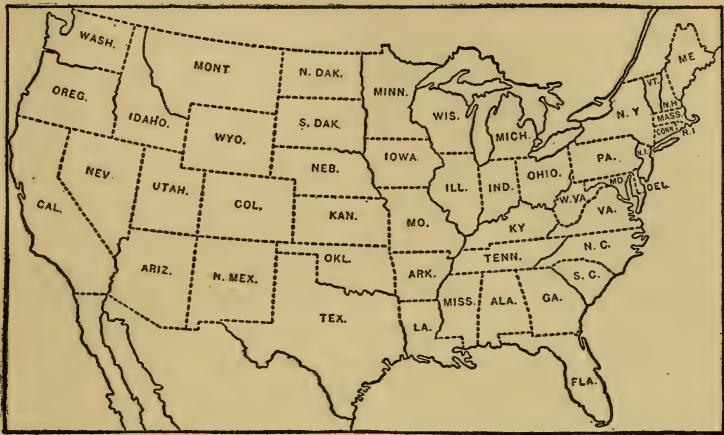 WASH.
MONT
N. DAK.
MINN.
ME
OREG.
IDAHO.
S. DAK.
WIS.
MICH.
N. Y
VT.
N.H
MASS.
CONN.
R.I
WYO.
IOWA.
NEB.
NEV.
UTAH.
COL.
KAN.
ILL.
IND.
OHIO.
PA.
N.J.
MD.
DEL
W.VA
VA.
CAL.
MO.
KY
ARIZ.
N. MEX.
OKL.
ARK.
TENN.
N. C.
S. C.
TEX.
LA.
MISS.
ALA.
GA.
FLA.